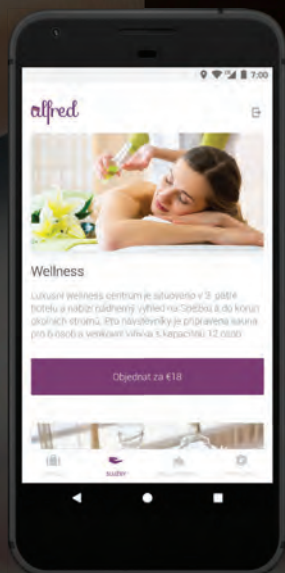 7:00
alfred
Wellness
Luxusní wellness centrum je situováno v 3. patře
hotelu a nabízí nádherný výhled na Sněžku a do korun
okolních stromů. Pro návštěvníky je připravena sauna
pro 6 osob a venkovní vířivka s kapacitou 12 osob.
Objednat za €18